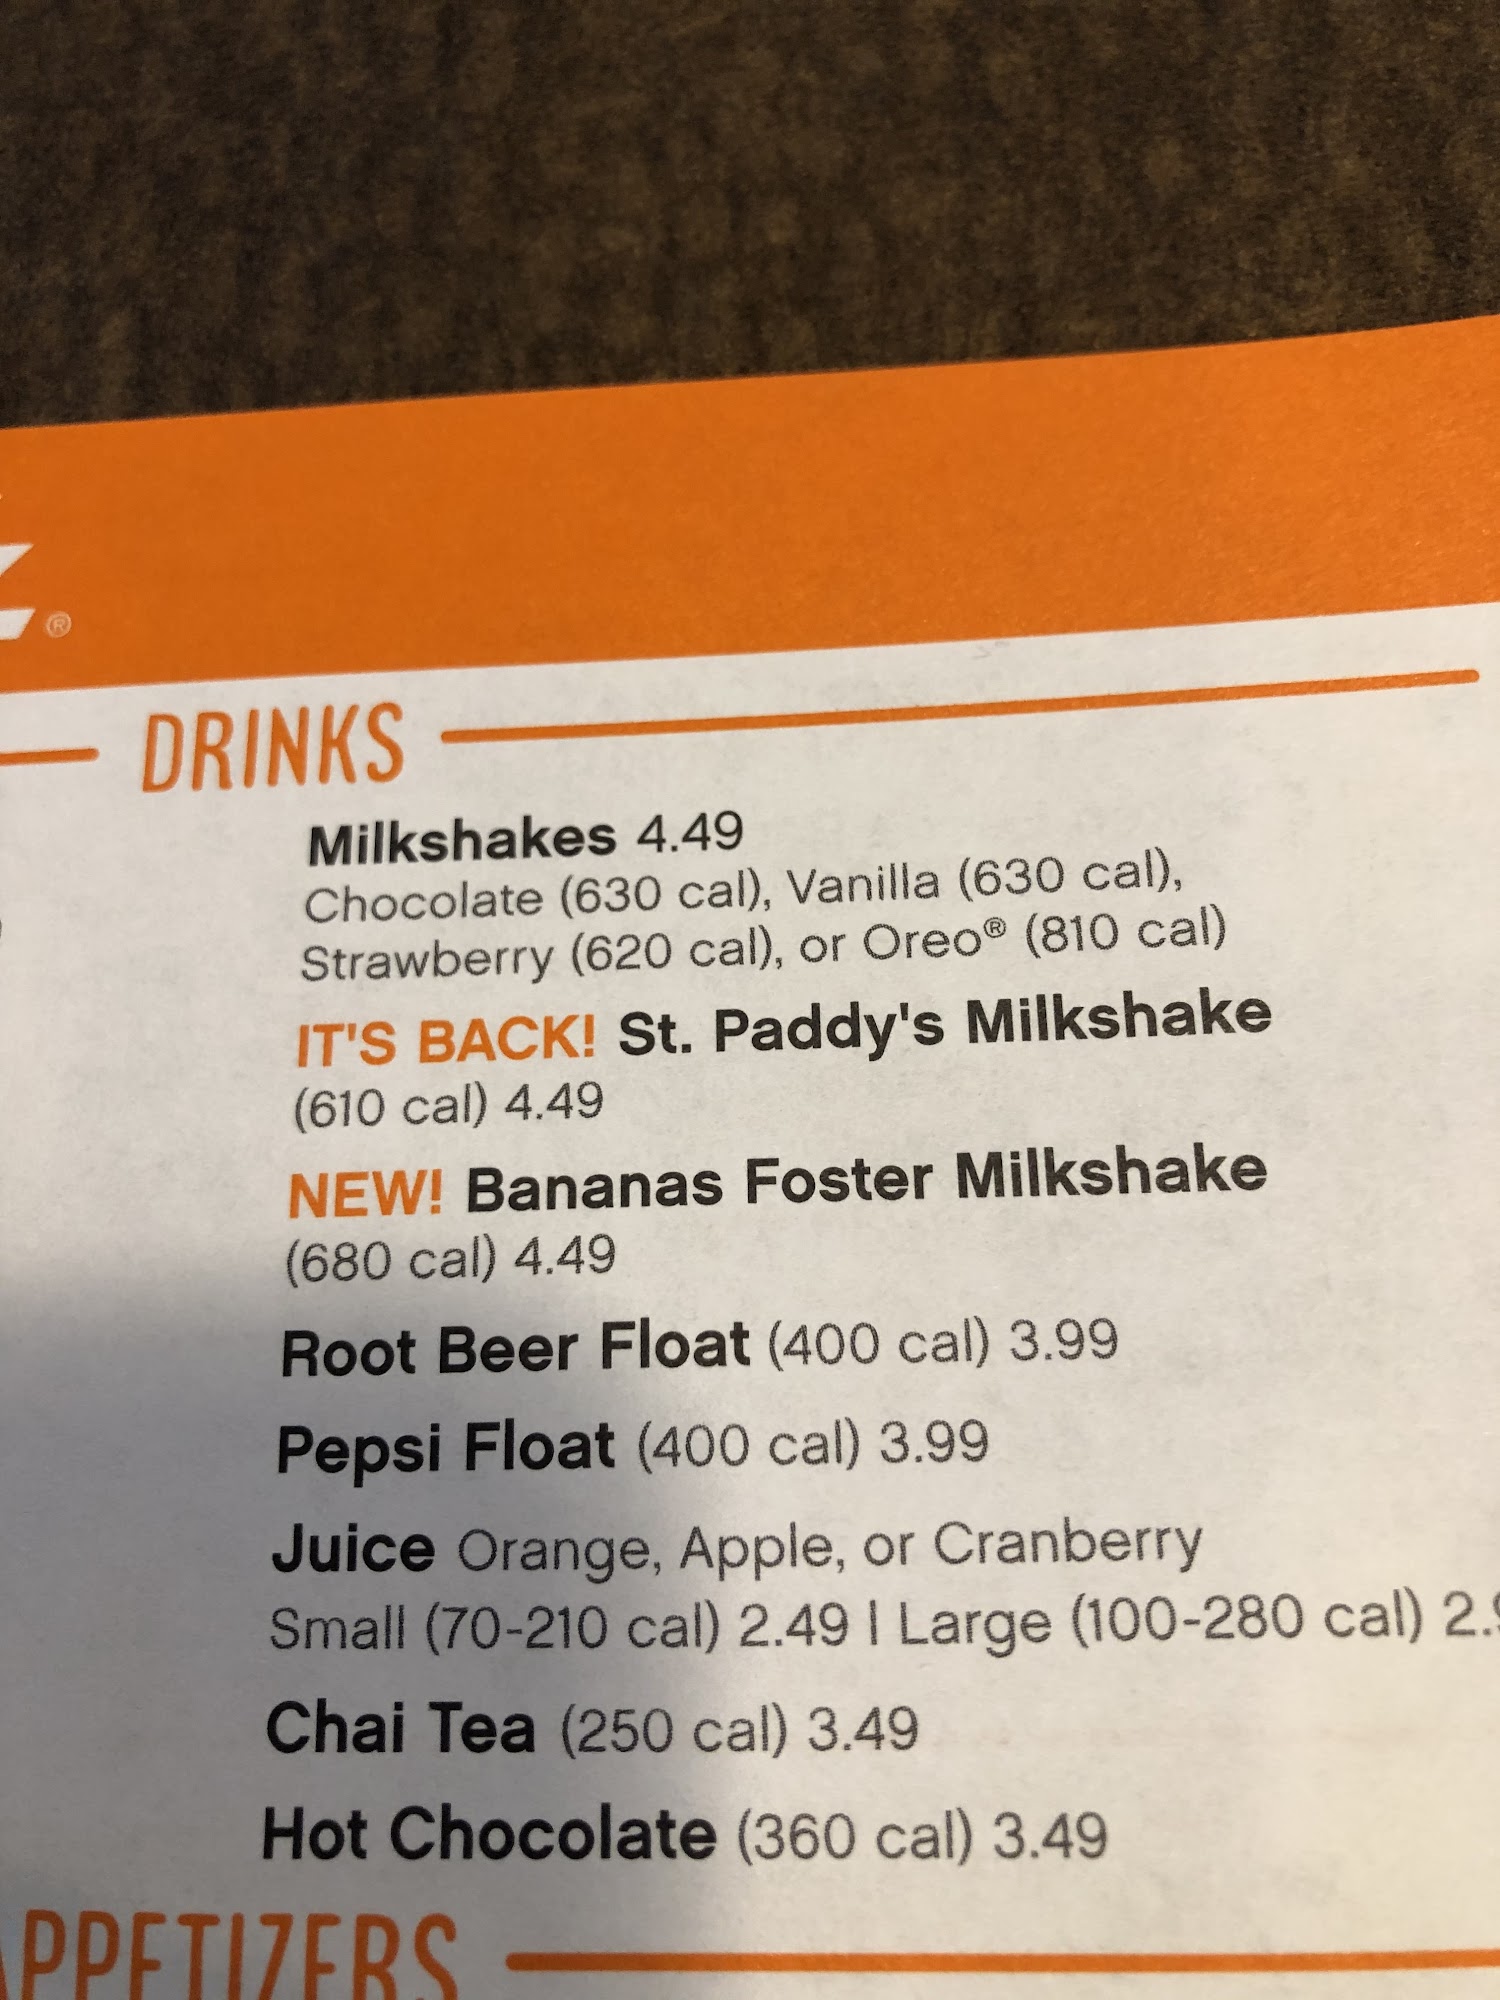 ®
DRINKS
Milkshakes 4.49
Chocolate (630 cal), Vanilla (630 cal),
Strawberry (620 cal), or Oreo® (810 cal)
IT'S BACK! St. Paddy's Milkshake
(610 cal) 4.49
NEW! Bananas Foster Milkshake
(680 cal) 4.49
Root Beer Float (400 cal) 3.99
Pepsi Float (400 cal) 3.99
Juice Orange, Apple, or Cranberry
Small (70-210 cal) 2.49 | Large (100-280 cal) 2.
Chai Tea (250 cal) 3.49
Hot Chocolate (360 cal) 3.49
PPETIZERS